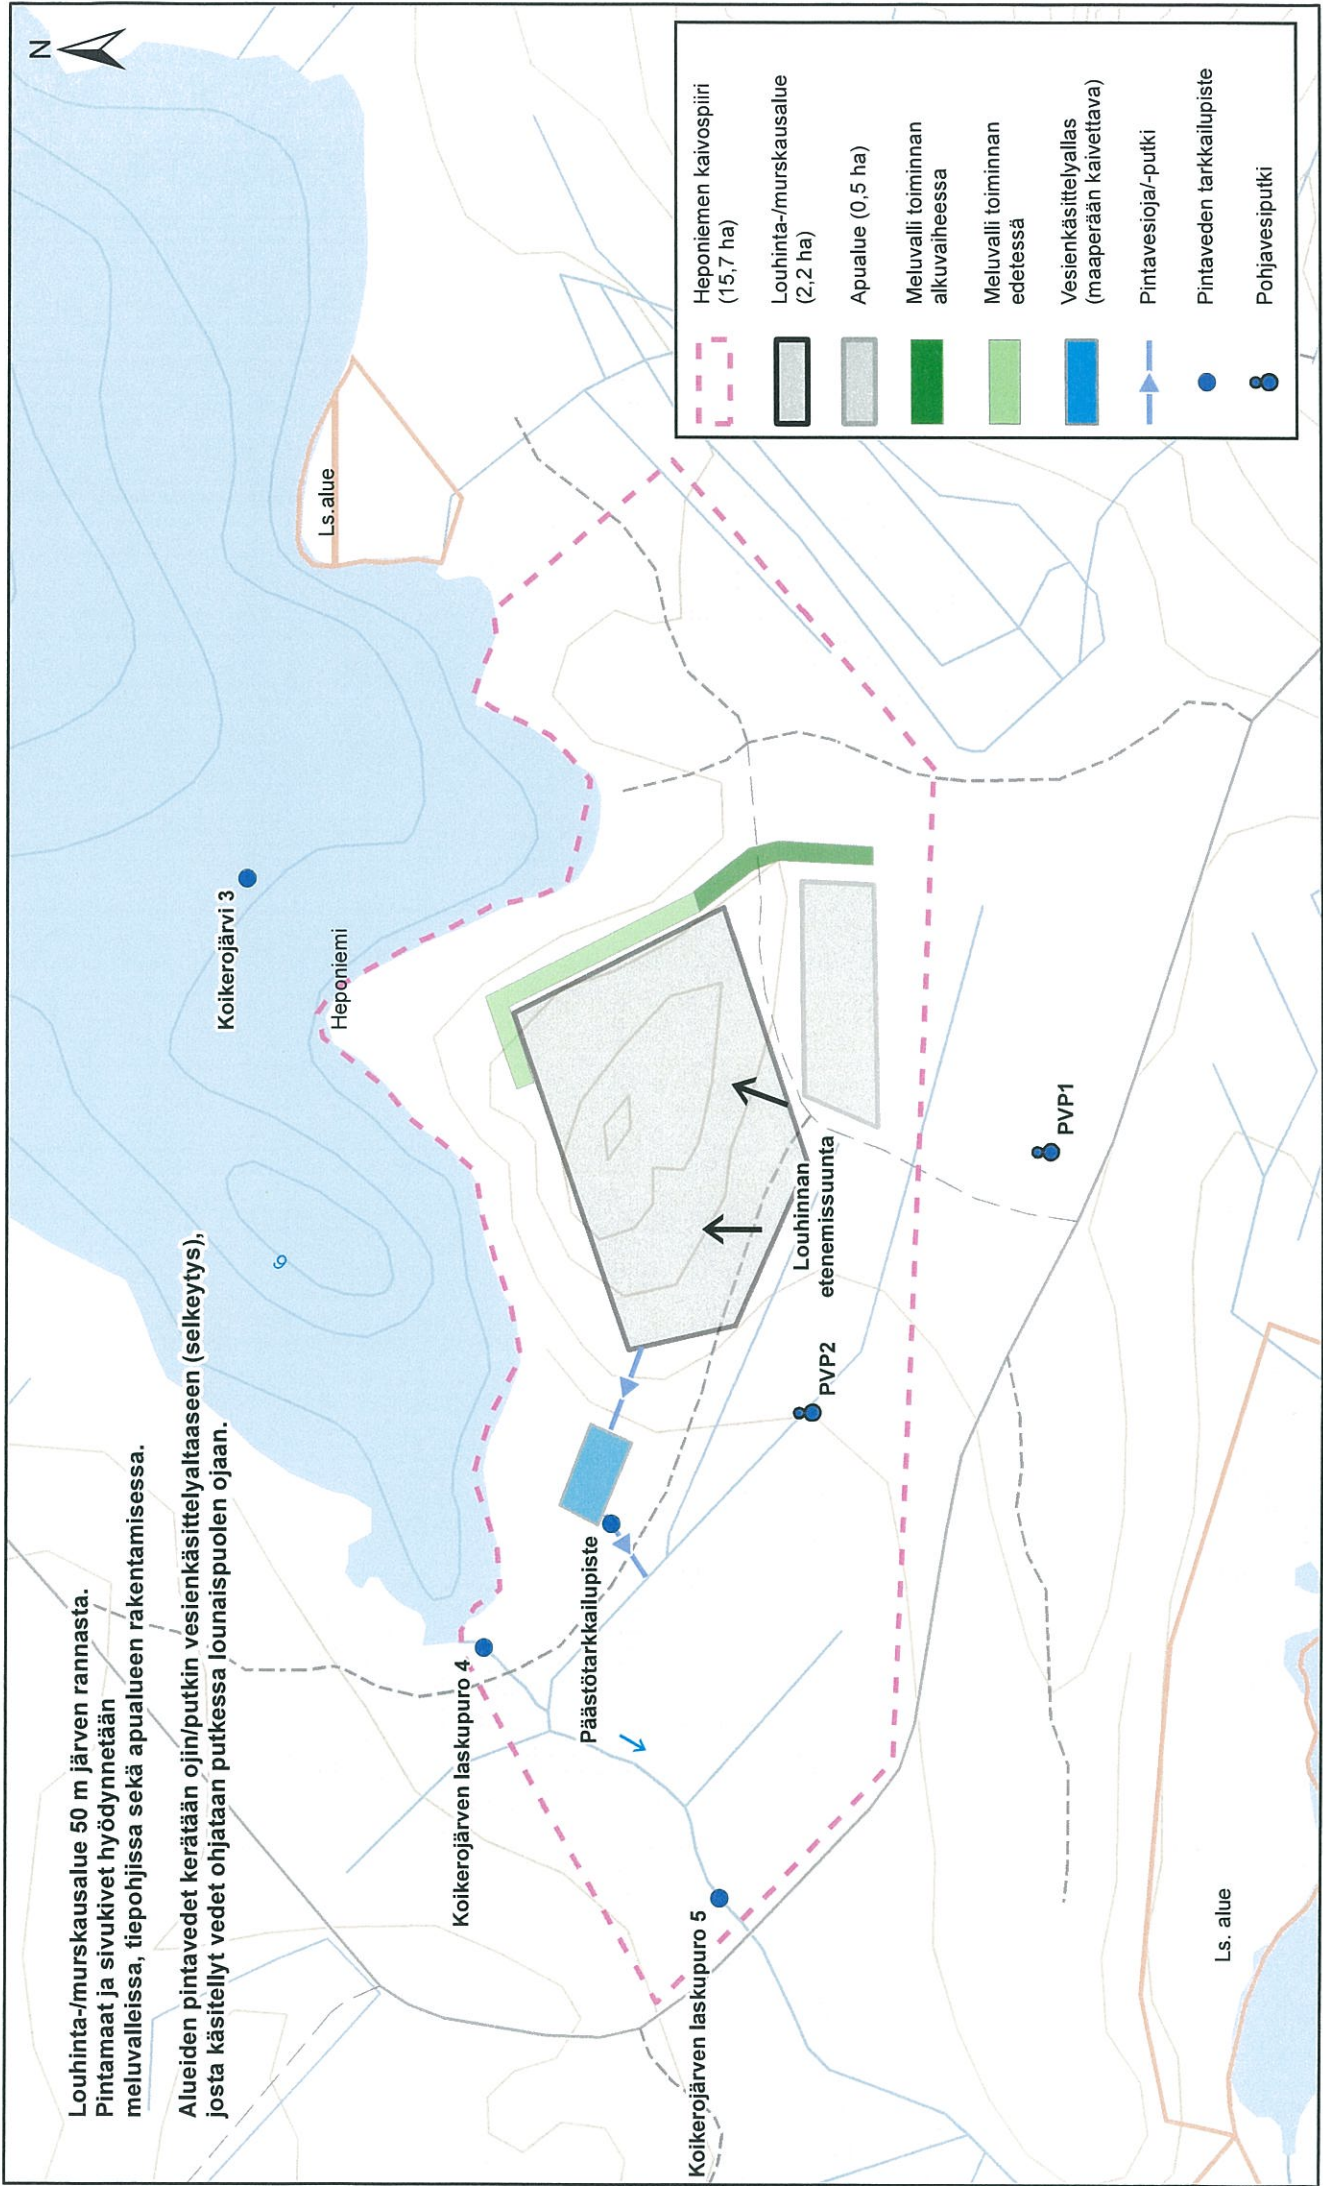 Louhinta-/murskausalue 50 m järven rannasta.
Pintamaat ja sivukivet hyödynnetään
meluvalleissa, tiepohjissa sekä apualueen rakentamisessa.
Alueiden pintavedet kerätään ojin/putkin vesienkäsittelyaltaaseen (selkeytys),
josta käsitellyt vedet ohjataan putkessa lounaispuolen ojaan.
N
6
Koikerojärvi 3
Heponiemi
Ls.alue
Koikerojärven laskupuro 4
Päästötarkkailupiste
Koikerojärven laskupuro 5
Louhinnan
etenemissuunta
PVP2
PVP1
Ls. alue
Heponiemen kaivospiiri
(15,7 ha)
Louhinta-/murskausalue
(2,2 ha)
Apualue (0,5 ha)
Meluvalli toiminnan
alkuvaiheessa
Meluvalli toiminnan
edetessä
Vesienkäsittelyallas
(maaperään kaivettava)
Pintavesioja/-putki
Pintaveden tarkkailupiste
Pohjavesiputki